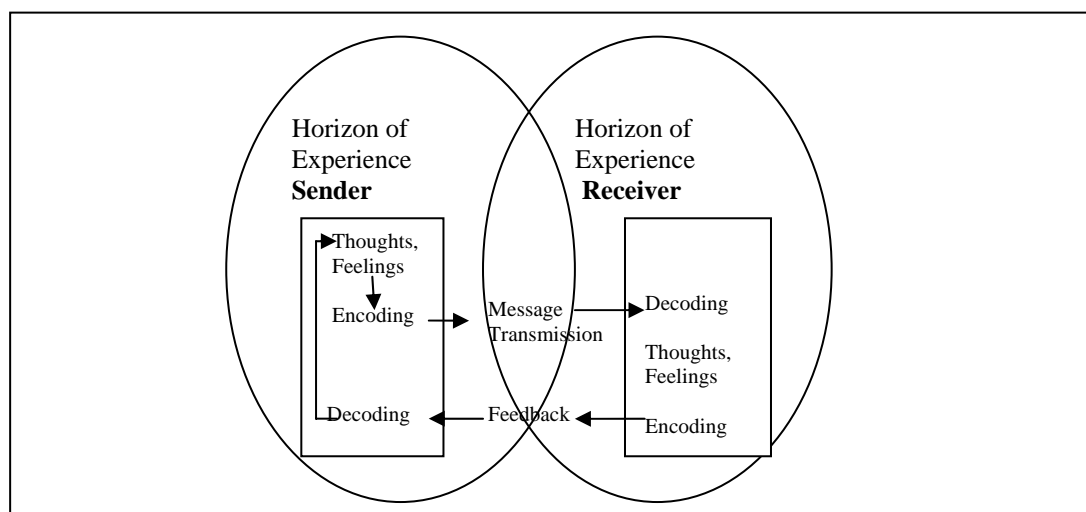 Horizon of
Experience
Sender
Thoughts,
Feelings
Encoding
Decoding
Message
Transmission
Feedback
Horizon of
Experience
Receiver
Decoding
Thoughts,
Feelings
Encoding